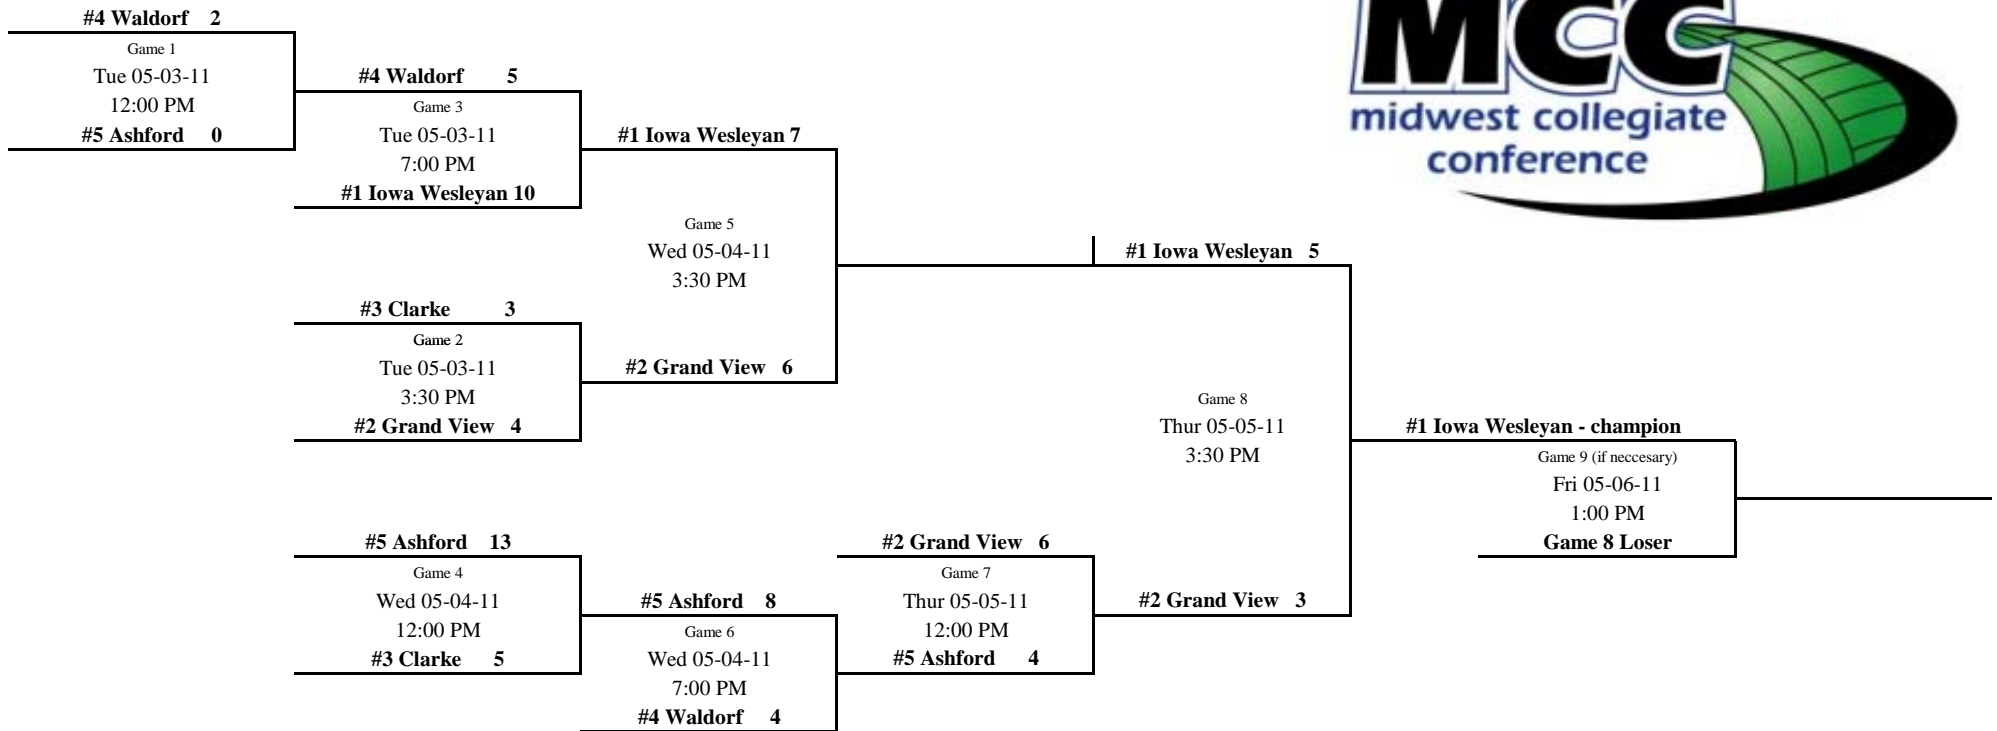 #4 Waldorf 2
Game 1
Tue 05-03-11
12:00 PM
#5 Ashford 0
#4 Waldorf 5
Game 3
Tue 05-03-11
7:00 PM
#1 Iowa Wesleyan 10
#3 Clarke 3
Game 2
Tue 05-03-11
3:30 PM
#2 Grand View 4
#1 Iowa Wesleyan 7
Game 5
Wed 05-04-11
3:30 PM
#2 Grand View 6
#5 Ashford 13
Game 4
Wed 05-04-11
12:00 PM
#3 Clarke 5
#5 Ashford 8
Game 6
Wed 05-04-11
7:00 PM
#4 Waldorf 4
#2 Grand View 6
Game 7
Thur 05-05-11
12:00 PM
#5 Ashford 4
#1 Iowa Wesleyan 5
Game 8
Thur 05-05-11
3:30 PM
#2 Grand View 3
#1 Iowa Wesleyan - champion
Game 9 (if neccesary)
Fri 05-06-11
1:00 PM
Game 8 Loser
MCC
midwest collegiate
conference